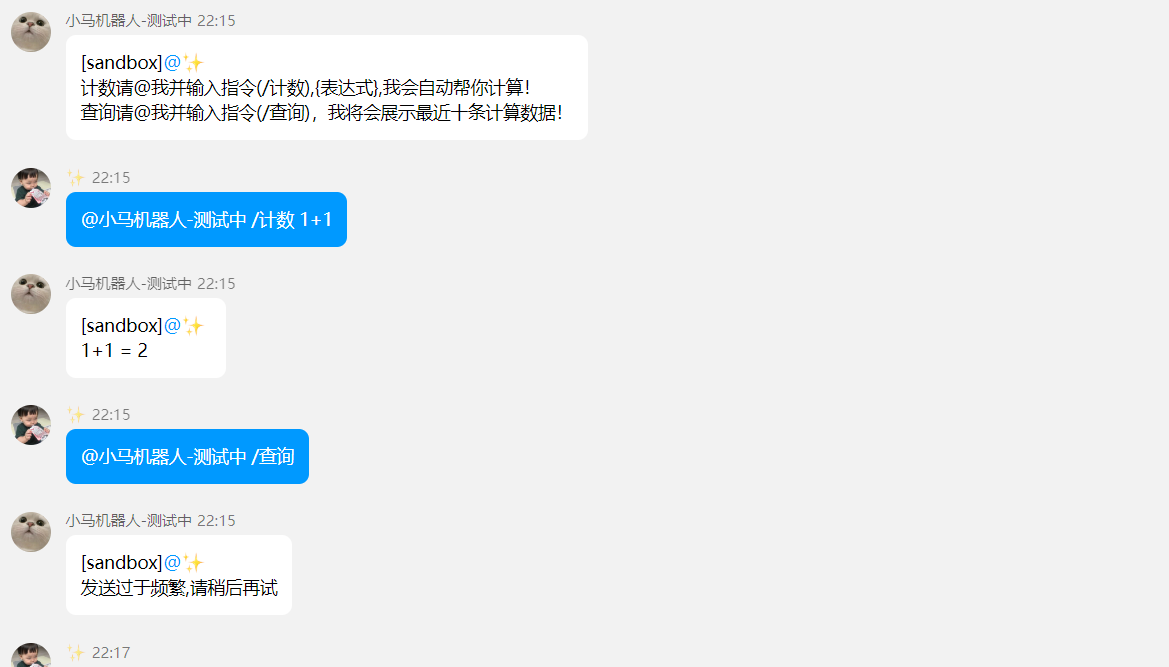 小马机器人-测试中 22:15
[sandbox]@✨
计数请@我并输入指令(/计数),{表达式},我会自动帮你计算！
查询请@我并输入指令(/查询)，我将会展示最近十条计算数据！
✨ 22:15
@小马机器人-测试中 /计数 1+1
小马机器人-测试中 22:15
[sandbox]@✨
1+1 = 2
✨ 22:15
@小马机器人-测试中 /查询
小马机器人-测试中 22:15
[sandbox]@✨
发送过于频繁,请稍后再试
✨ 22:17